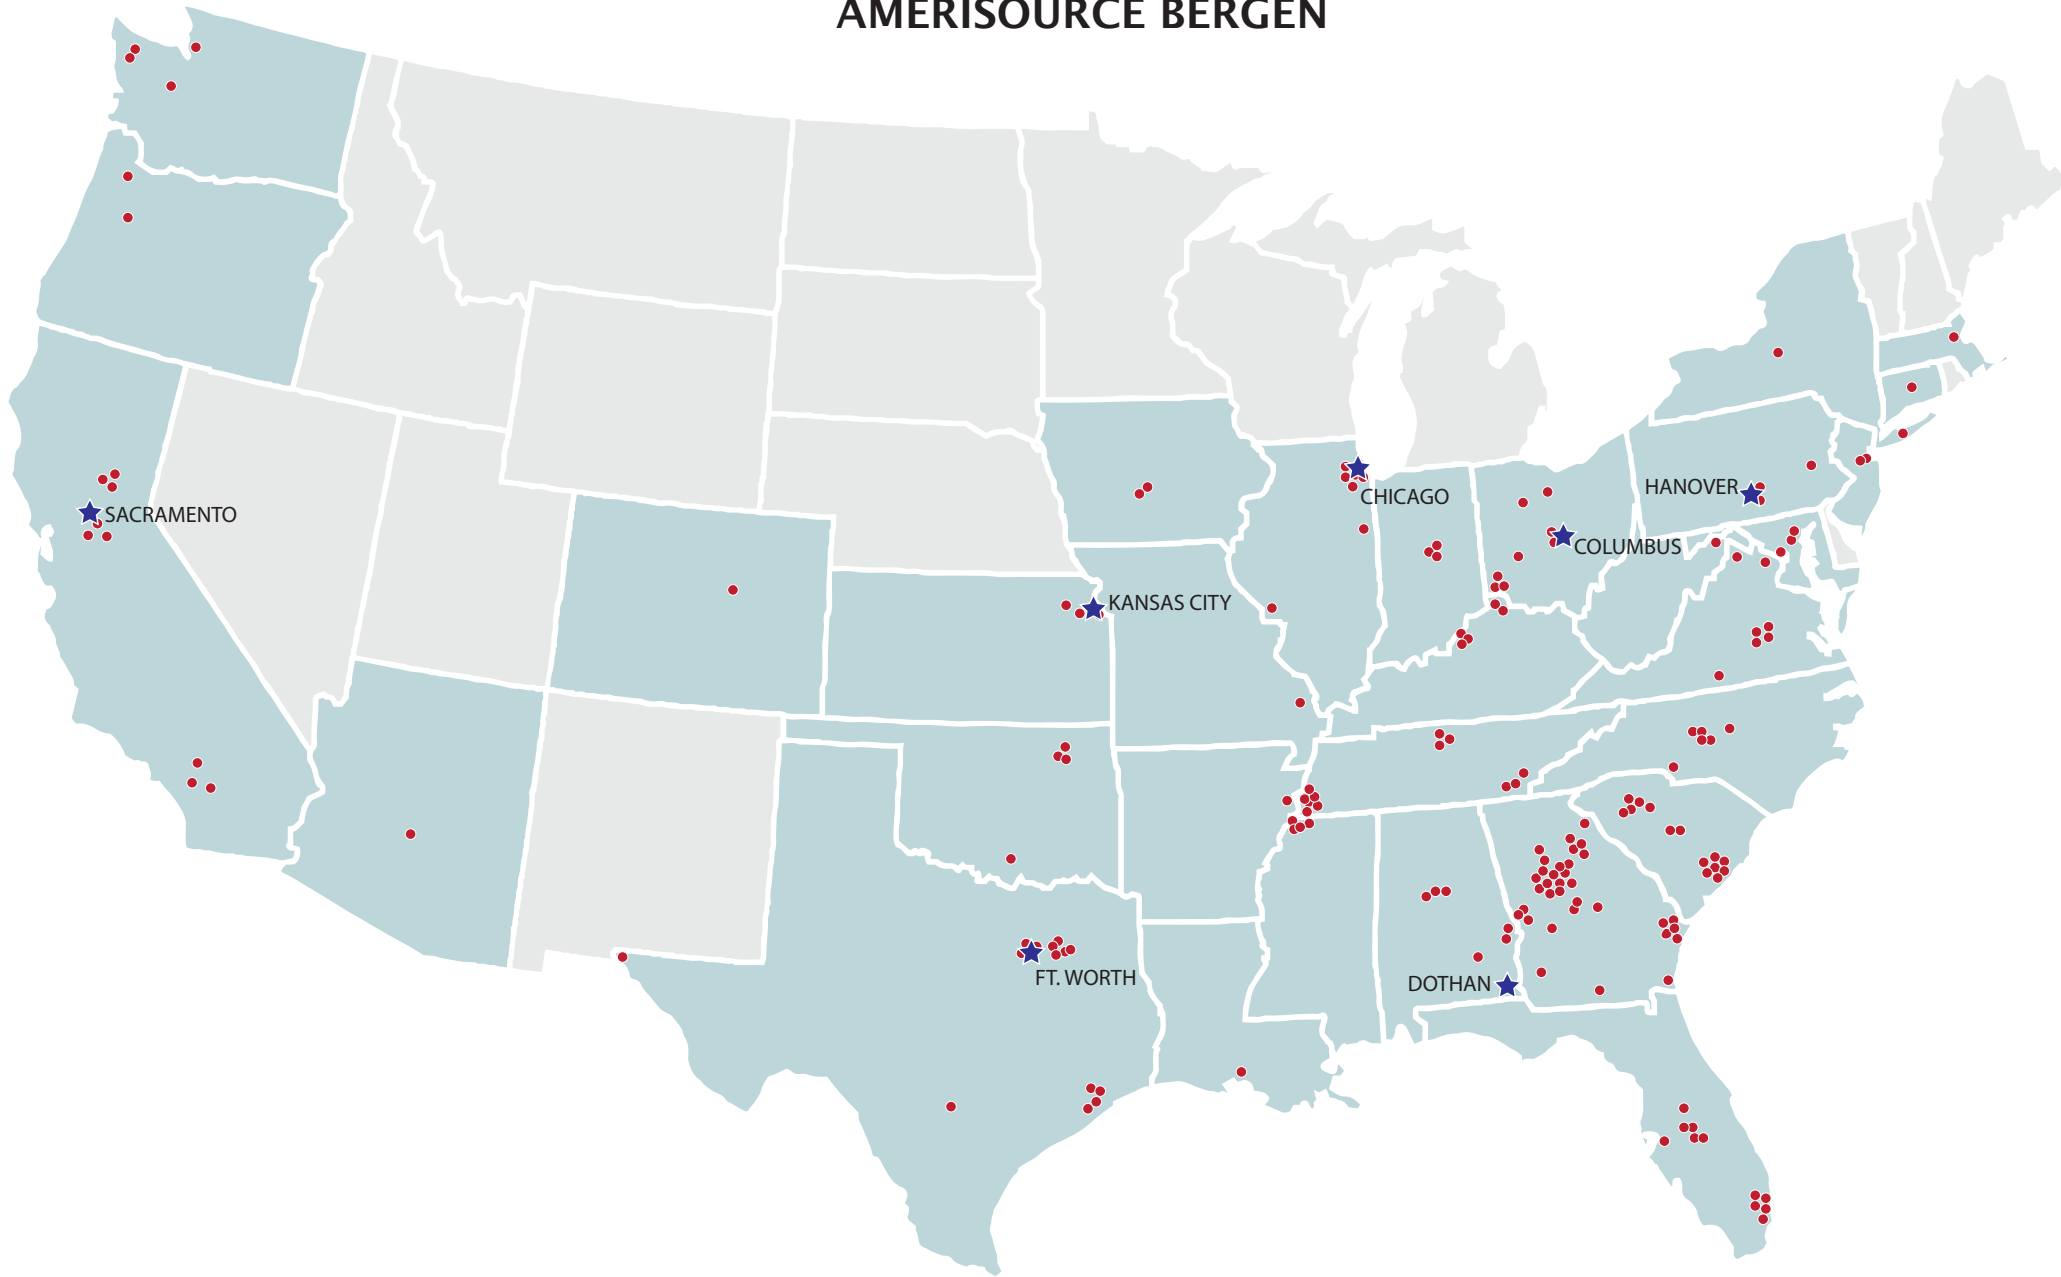 AMERISOURCE BERGEN
CHICAGO
HANOVER
SACRAMENTO
COLUMBUS
KANSAS CITY
FT. WORTH
DOTHAN